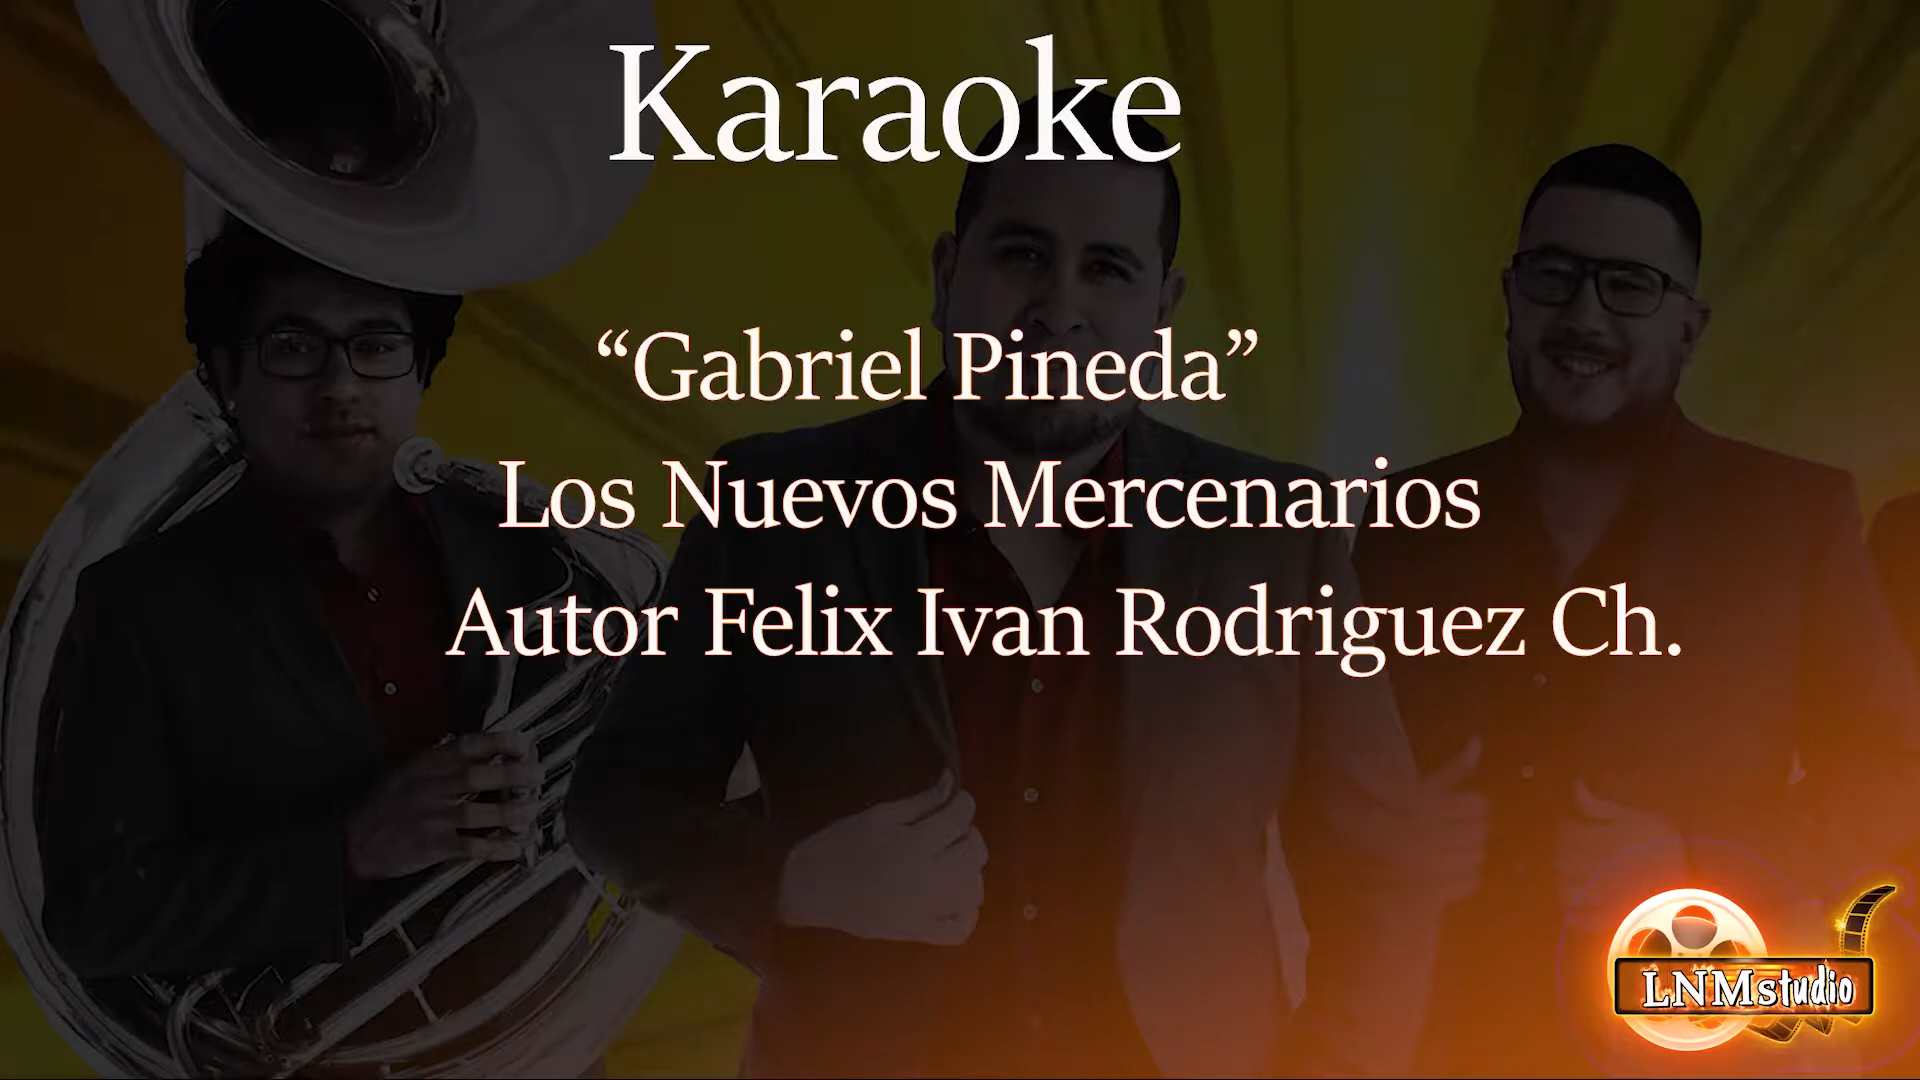 Karaoke
“Gabriel Pineda”
Los Nuevos Mercenarios
Autor Felix Ivan Rodriguez Ch.
LNMstudio